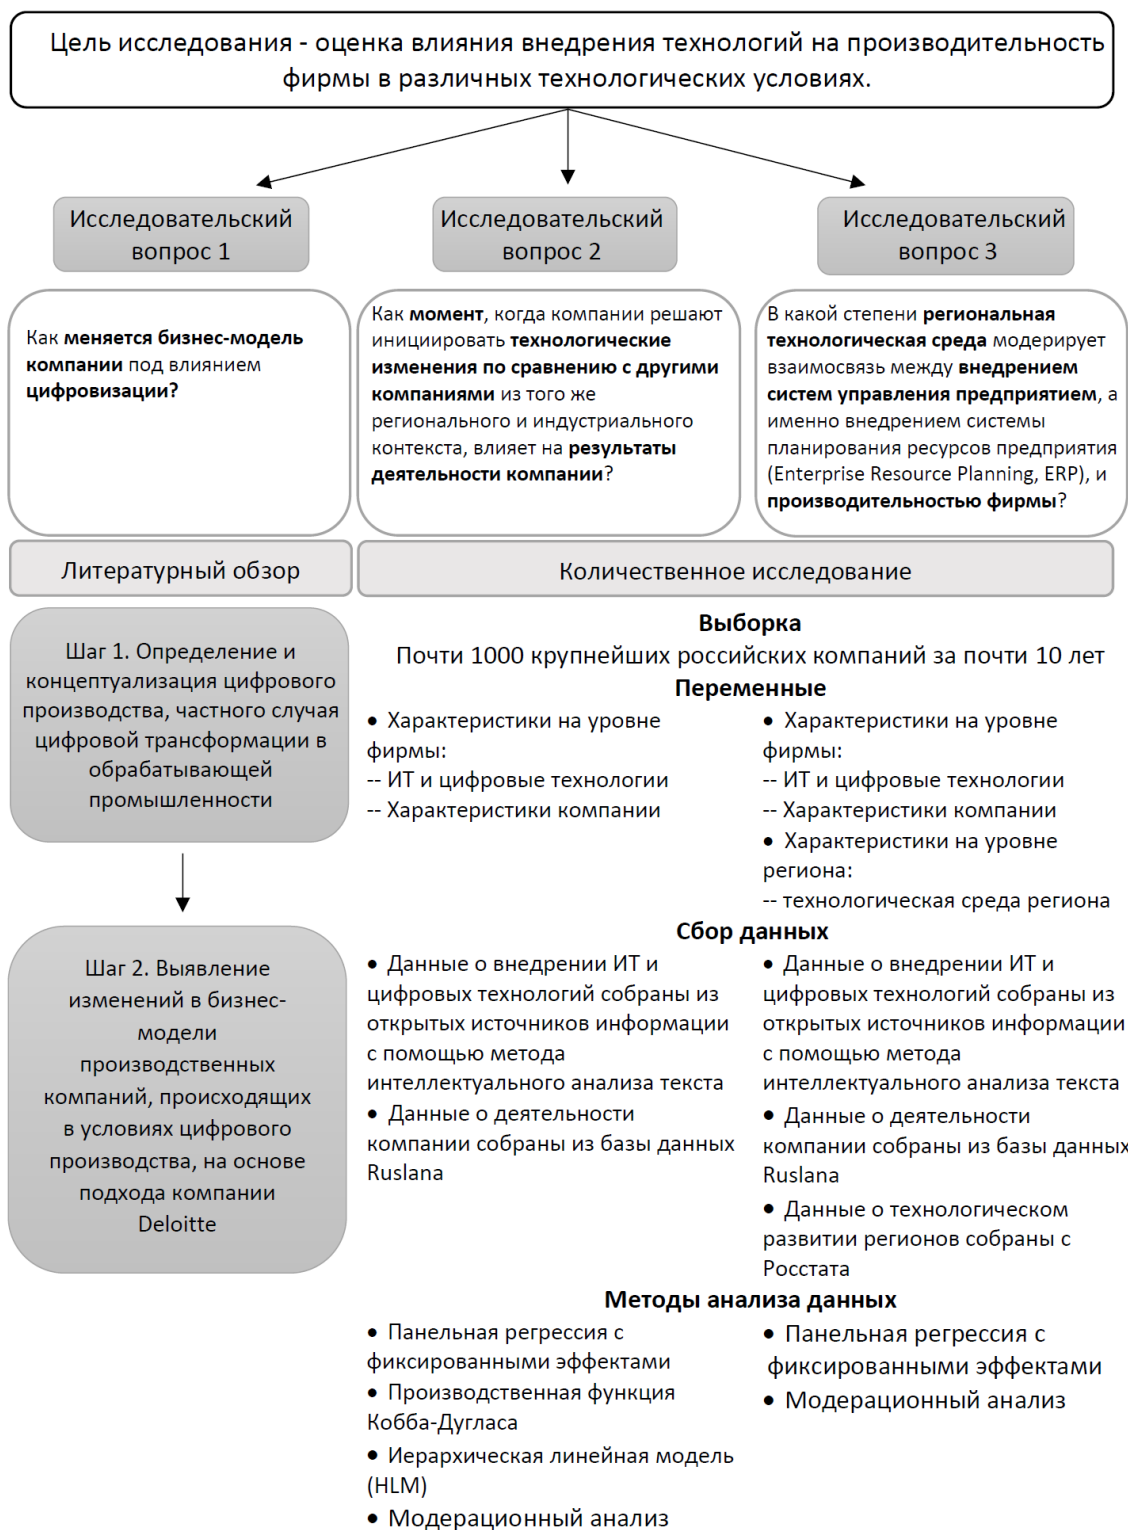 Цель исследования - оценка влияния внедрения технологий на производительность
фирмы в различных технологических условиях.
Исследовательский
вопрос 1
Исследовательский
вопрос 2
Исследовательский
вопрос 3
Как меняется бизнес-модель
компании под влиянием
цифровизации?
Как момент, когда компании решают
инициировать технологические
изменения по сравнению с другими
компаниями из того же
регионального и индустриального
контекста, влияет на результаты
деятельности компании?
В какой степени региональная
технологическая среда модерирует
взаимосвязь между внедрением
систем управления предприятием, а
именно внедрением системы
планирования ресурсов предприятия
(Enterprise Resource Planning, ERP), и
производительностью фирмы?
Литературный обзор
Количественное исследование
Шаг 1. Определение и
концептуализация цифрового
производства, частного случая
цифровой трансформации в
обрабатывающей
промышленности
Шаг 2. Выявление
изменений в бизнес-
модели
производственных
компаний, происходящих
в условиях цифрового
производства, на основе
подхода компании
Deloitte
Выборка
Почти 1000 крупнейших российских компаний за почти 10 лет
Переменные
• Характеристики на уровне
фирмы:
-- ИТ и цифровые технологии
-- Характеристики компании
• Характеристики на уровне
фирмы:
-- ИТ и цифровые технологии
-- Характеристики компании
• Характеристики на уровне
региона:
-- технологическая среда региона
Сбор данных
• Данные о внедрении ИТ и
цифровых технологий собраны из
открытых источников информации
с помощью метода
интеллектуального анализа текста
• Данные о деятельности
компании собраны из базы данных
Ruslana
• Данные о внедрении ИТ и
цифровых технологий собраны из
открытых источников информации
с помощью метода
интеллектуального анализа текста
• Данные о деятельности
компании собраны из базы данных
Ruslana
• Данные о технологическом
развитии регионов собраны с
Росстата
Методы анализа данных
• Панельная регрессия с
фиксированными эффектами
• Производственная функция
Кобба-Дугласа
• Иерархическая линейная модель
(HLM)
• Модерационный анализ
• Панельная регрессия с
фиксированными эффектами
• Модерационный анализ